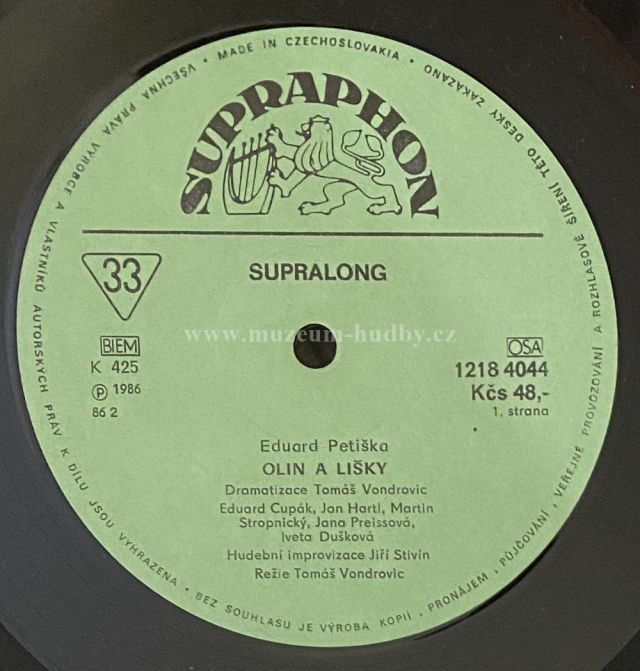 VŠECHNA PRÁVA VÝROBCE A VLASTNÍKŮ AUTORSKÝCH PRÁV K DÍLU JSOU VYHRAZENA · BEZ SOUHLASU JE VÝROBA KOPIÍ, PRONÁJEM, PŮJČOVÁNÍ, VEŘEJNÉ PROVOZOVÁNÍ A ROZHLASOVÉ ŠÍŘENÍ TÉTO DESKY ZAKÁZÁNO · MADE IN CZECHOSLOVAKIA ·
SUPRAPHON
33
SUPRALONG
www.muzeum-hudby.cz
BIEM
OSA
K 425
1218 4044
Ⓟ 1986
Kčs 48,-
86 2
1. strana
Eduard Petiška
OLIN A LIŠKY
Dramatizace Tomáš Vondrovic
Eduard Cupák, Jan Hartl, Martin
Stropnický, Jana Preissová,
Iveta Dušková
Hudební improvizace Jiří Stivín
Režie Tomáš Vondrovic